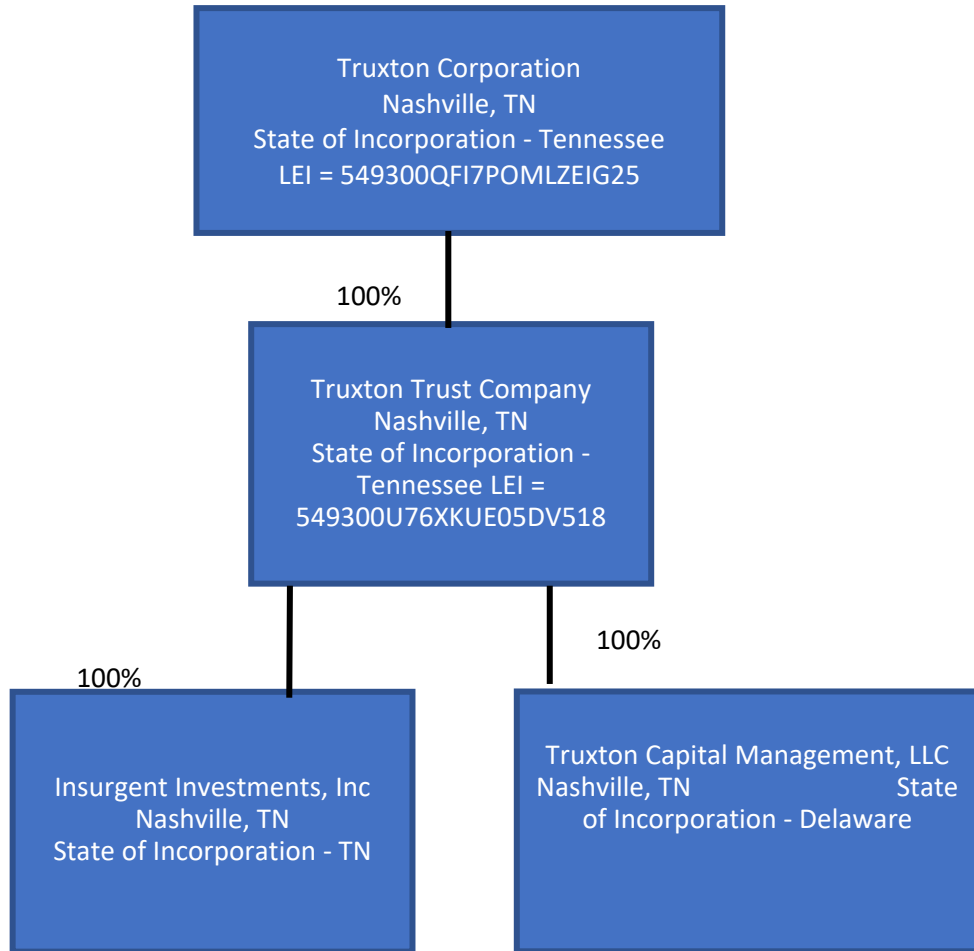 Truxton Corporation
Nashville, TN
State of Incorporation - Tennessee
LEI = 549300QFI7POMLZEIG25
100%
Truxton Trust Company
Nashville, TN
State of Incorporation -
Tennessee LEI =
549300U76XKUE05DV518
100%
100%
Insurgent Investments, Inc
Nashville, TN
State of Incorporation - TN
Truxton Capital Management, LLC
Nashville, TN State
of Incorporation - Delaware